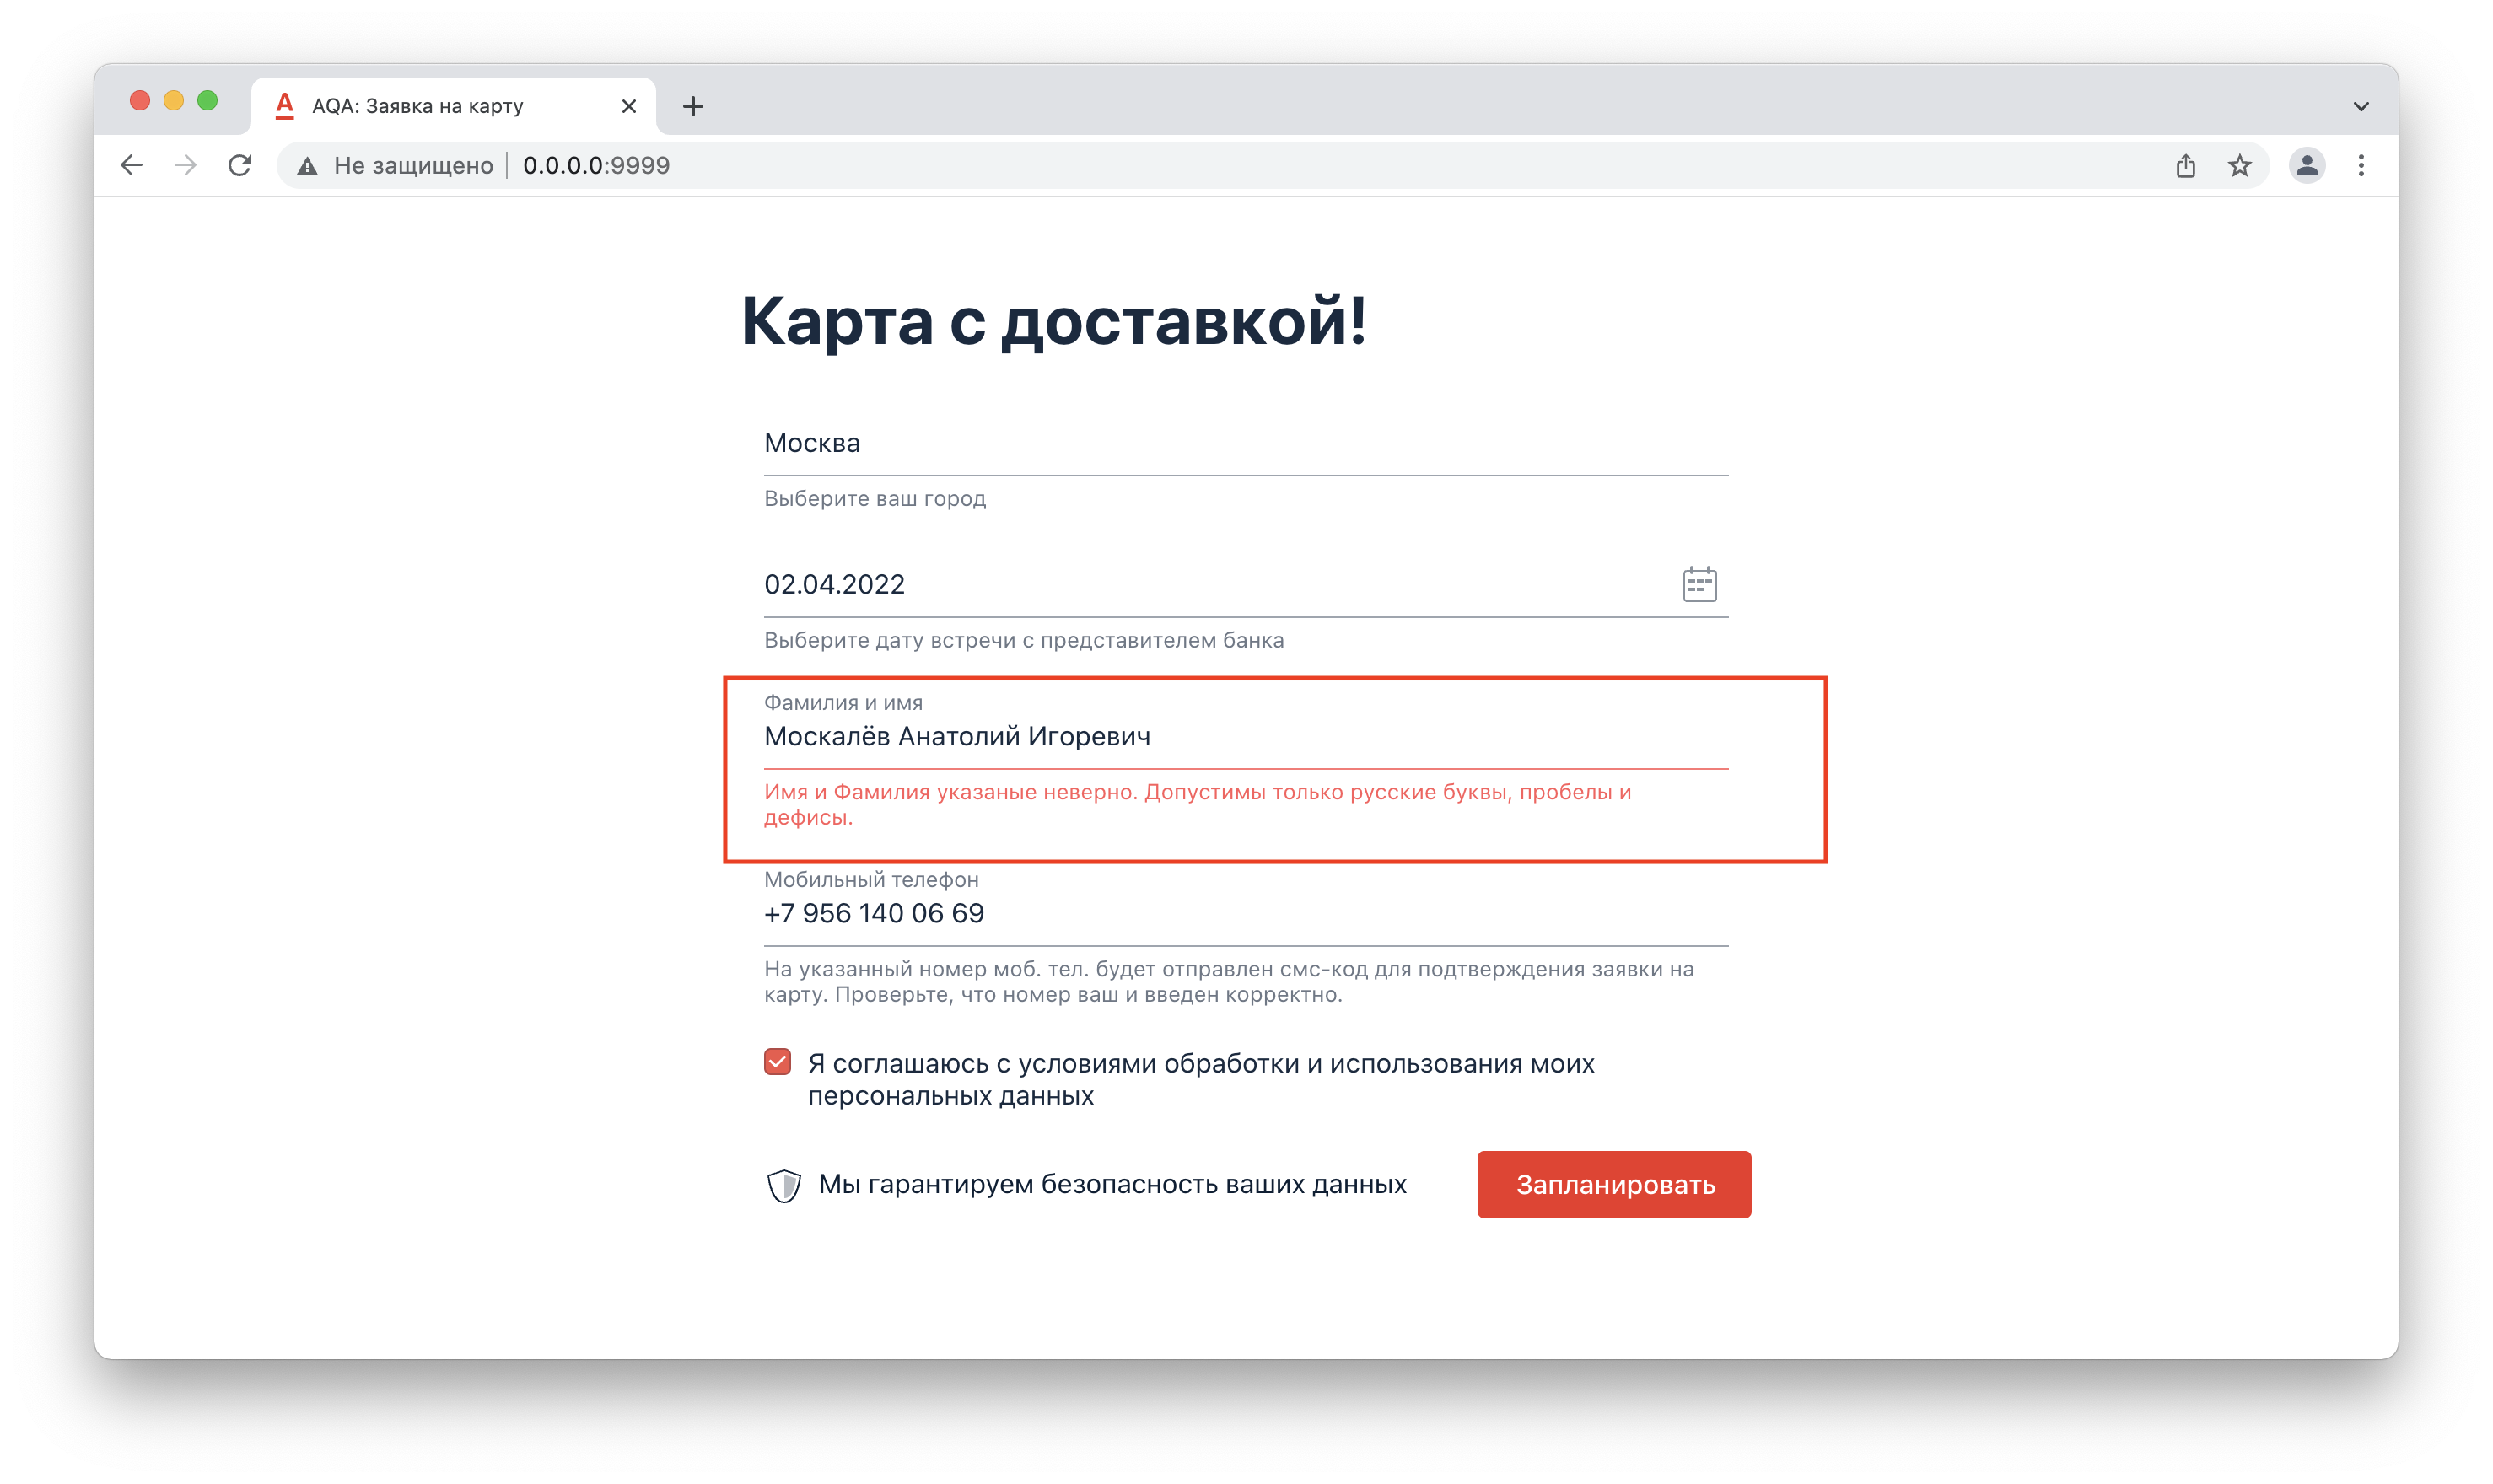 AQA: Заявка на карту
Не защищено
0.0.0.0:9999
Карта с доставкой!
Москва
Выберите ваш город
02.04.2022
Выберите дату встречи с представителем банка
Фамилия и имя
Москалёв Анатолий Игоревич
Имя и Фамилия указаные неверно. Допустимы только русские буквы, пробелы и
дефисы.
Мобильный телефон
+7 956 140 06 69
На указанный номер моб. тел. будет отправлен смс-код для подтверждения заявки на
карту. Проверьте, что номер ваш и введен корректно.
Я соглашаюсь с условиями обработки и использования моих
персональных данных
Мы гарантируем безопасность ваших данных
Запланировать